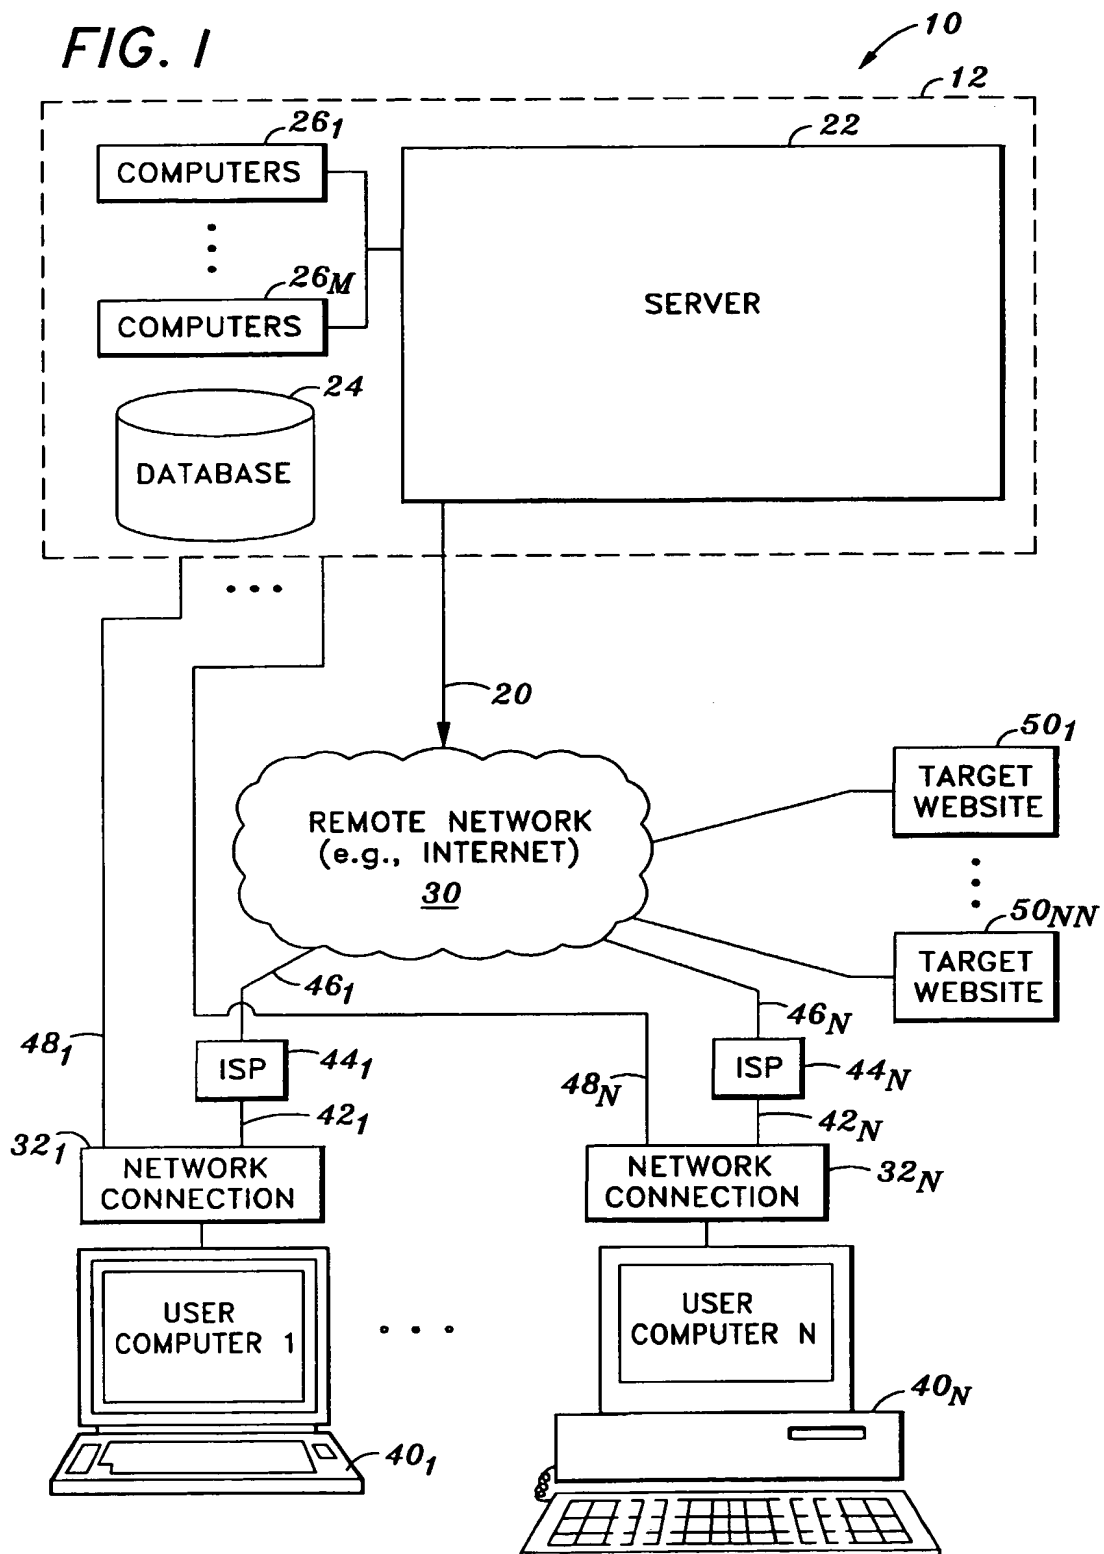 FIG. 1
10
12
26₁
COMPUTERS
22
SERVER
26M
COMPUTERS
24
DATABASE
20
REMOTE NETWORK
(e.g., INTERNET)
30
50₁
TARGET
WEBSITE
50NN
TARGET
WEBSITE
46₁
46N
48₁
ISP
44₁
48N
ISP
44N
42₁
42N
32₁
NETWORK
CONNECTION
NETWORK
CONNECTION
32N
USER
COMPUTER 1
USER
COMPUTER N
40₁
40N